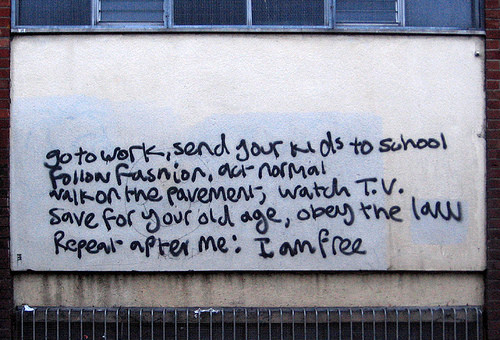 go to work, send your kids to school
follow fashion, act normal
walk on the pavement, watch T.V.
save for your old age, obey the law
Repeat after me: I am free